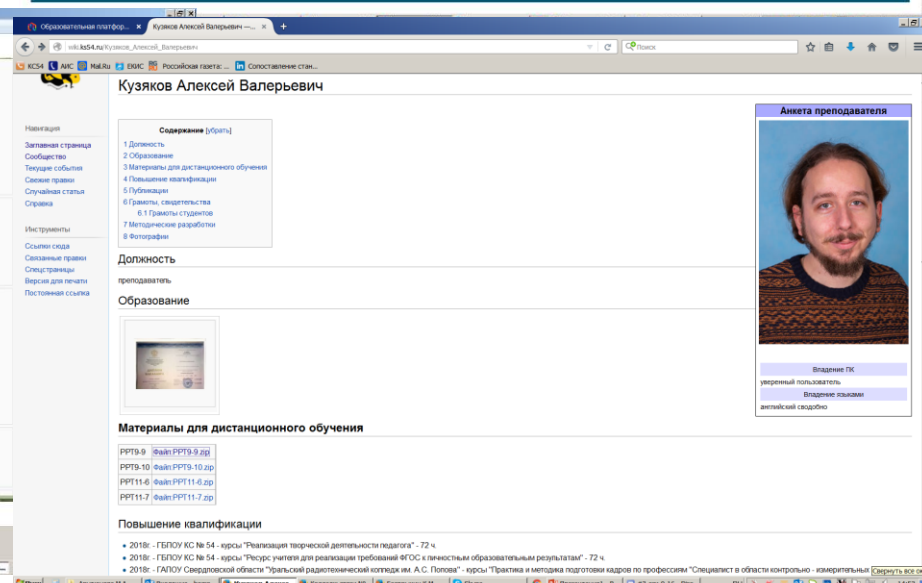 Образовательная платфор... ×
Кузяков Алексей Валерьевич —... × +
wiki.ks54.ru/Кузяков_Алексей_Валерьевич
Поиск
КС54 АИС Mail.Ru ЕКИС Российская газета: ... Сопоставление стан...
Кузяков Алексей Валерьевич
Навигация
Заглавная страница
Сообщество
Текущие события
Свежие правки
Случайная статья
Справка
Инструменты
Ссылки сюда
Связанные правки
Спецстраницы
Версия для печати
Постоянная ссылка
Содержание [убрать]
1 Должность
2 Образование
3 Материалы для дистанционного обучения
4 Повышение квалификации
5 Публикации
6 Грамоты, свидетельства
6.1 Грамоты студентов
7 Методические разработки
8 Фотографии
Анкета преподавателя
Владение ПК
уверенный пользователь
Владение языками
английский свободно
Должность
преподаватель
Образование
Материалы для дистанционного обучения
РРТ9-9 Файл:РРТ9-9.zip
РРТ9-10 Файл:РРТ9-10.zip
РРТ11-6 Файл:РРТ11-6.zip
РРТ11-7 Файл:РРТ11-7.zip
Повышение квалификации
2018г. - ГБПОУ КС № 54 - курсы "Реализация творческой деятельности педагога" - 72 ч.
2018г. - ГБПОУ КС № 54 - курсы "Ресурс учителя для реализации требований ФГОС к личностным образовательным результатам" - 72 ч.
2018г. - ГАПОУ Свердловской области "Уральский радиотехнический колледж им. А.С. Попова" - курсы "Практика и методика подготовки кадров по профессиям "Специалист в области контрольно - измерительных
Свернуть все о